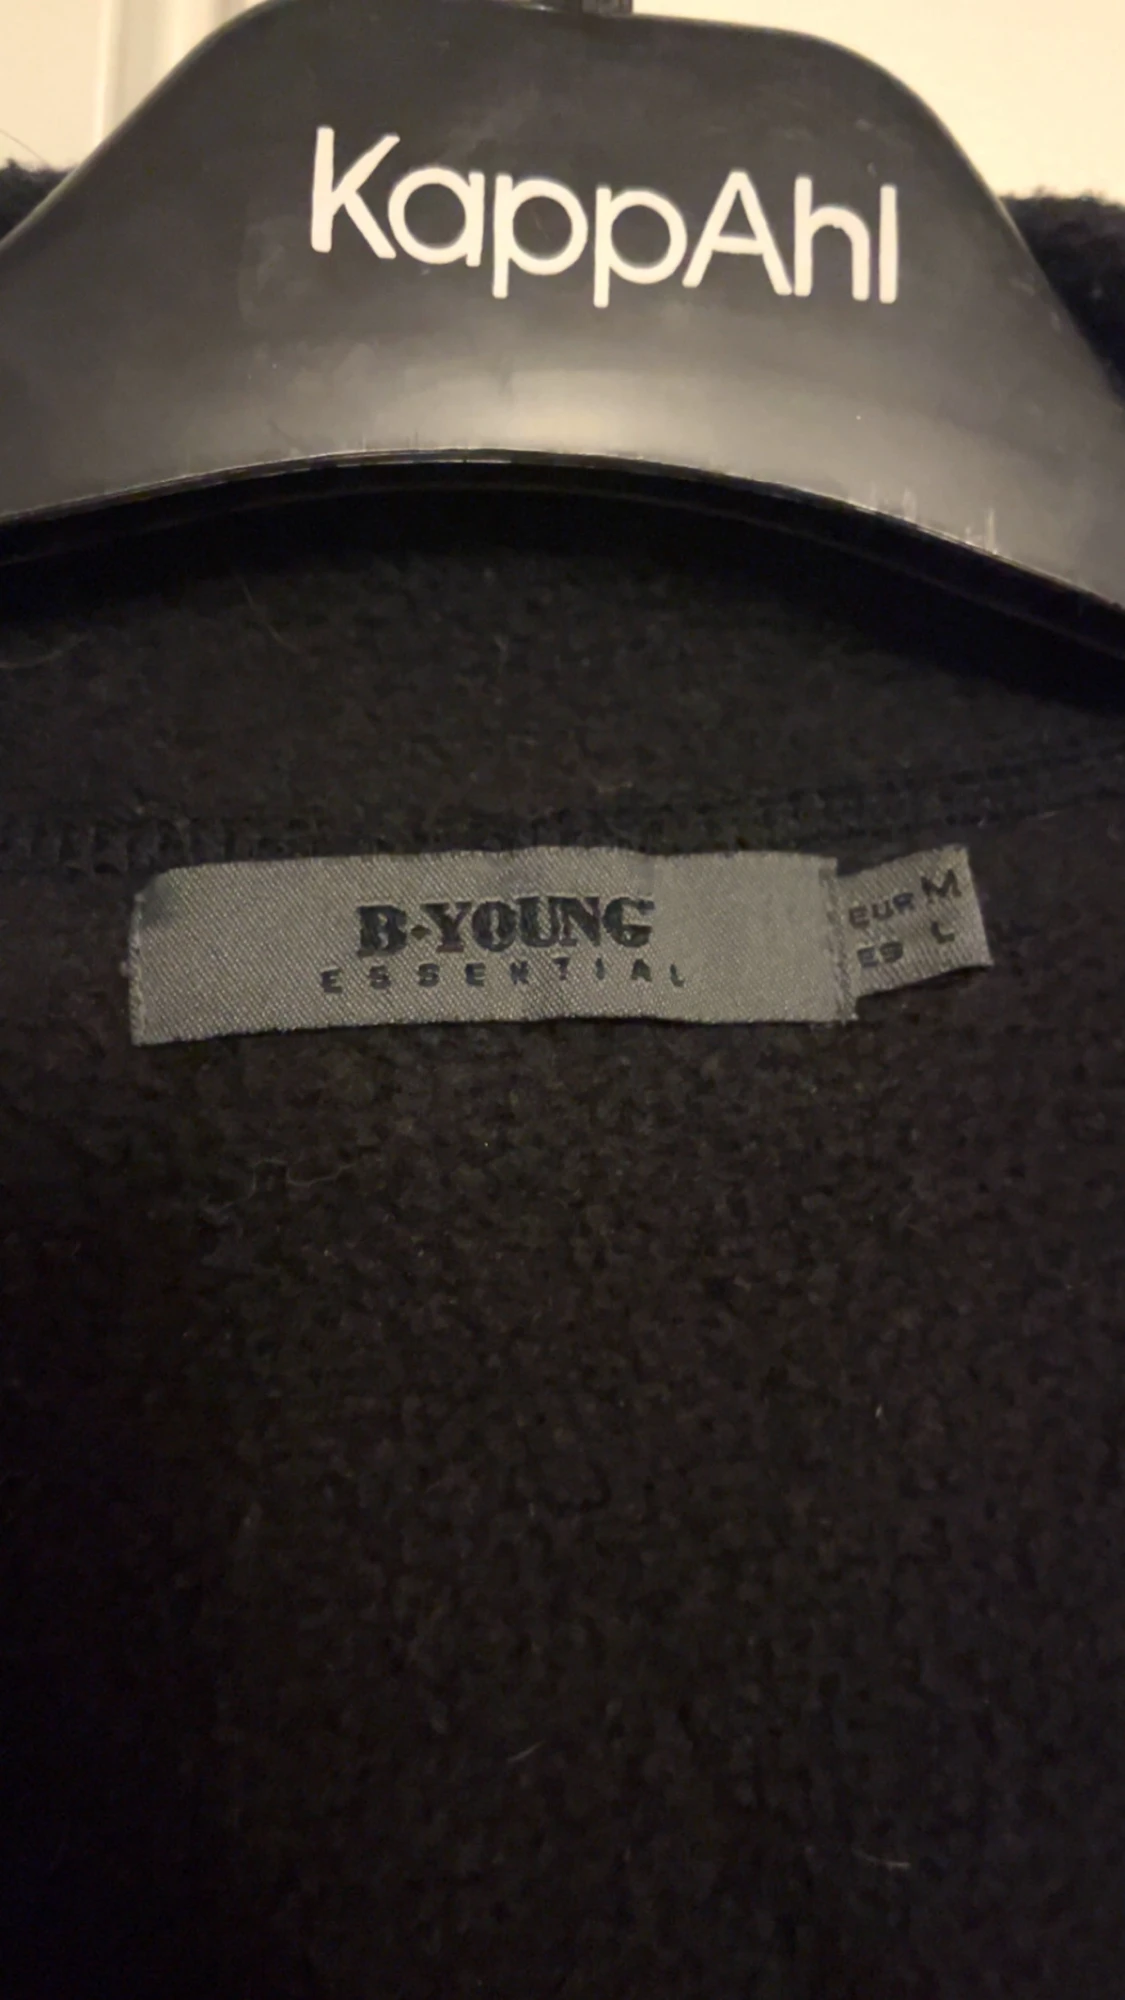 KappAhl
B·YOUNG
ESSENTIAL
EUR M
ES L